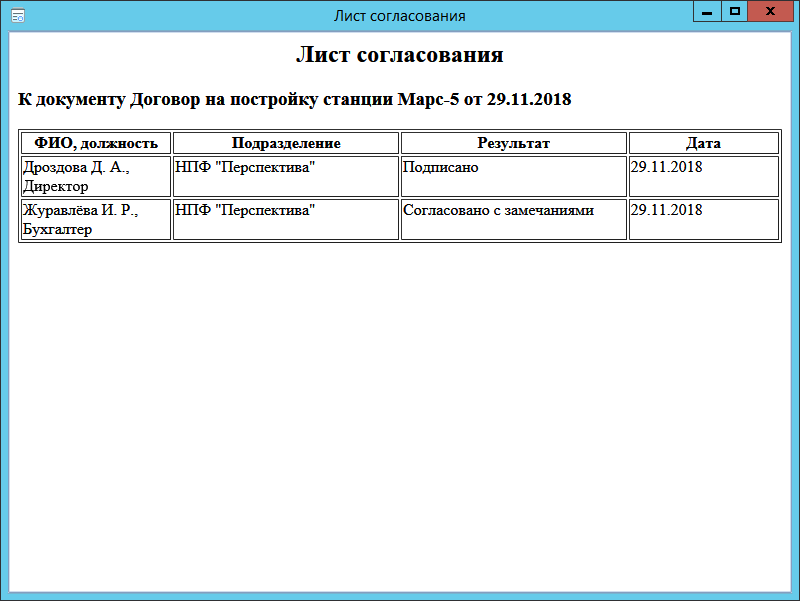 Лист согласования
Лист согласования
К документу Договор на постройку станции Марс-5 от 29.11.2018
ФИО, должность Подразделение Результат Дата
Дроздова Д. А., НПФ "Перспектива" Подписано 29.11.2018
Директор
Журавлёва И. Р., НПФ "Перспектива" Согласовано с замечаниями 29.11.2018
Бухгалтер